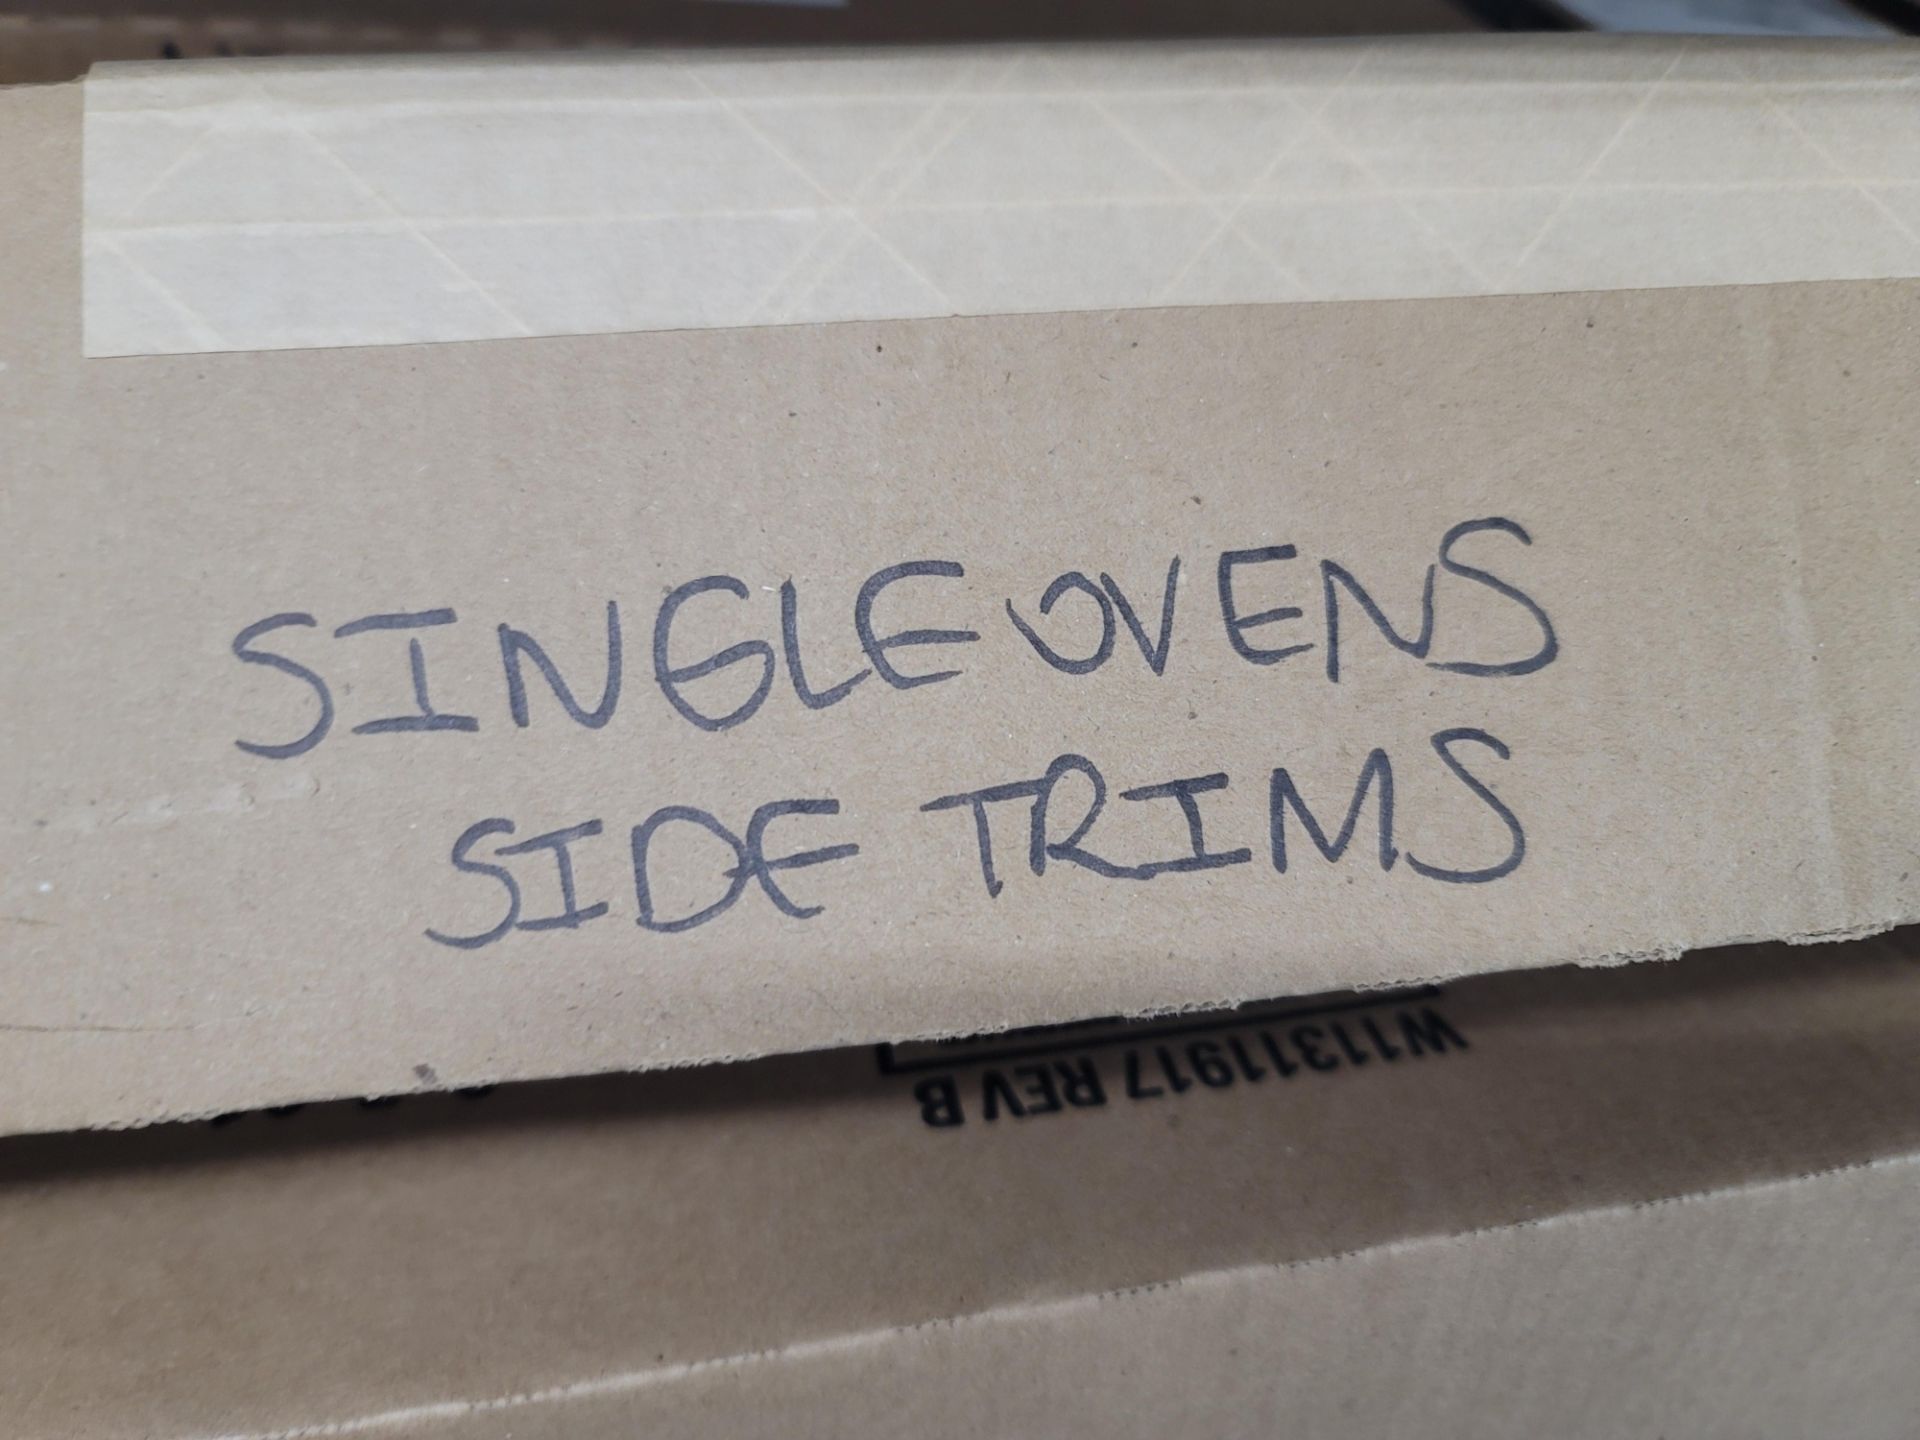 SINGLE OVENS
SIDE TRIMS
W11311917 REV B